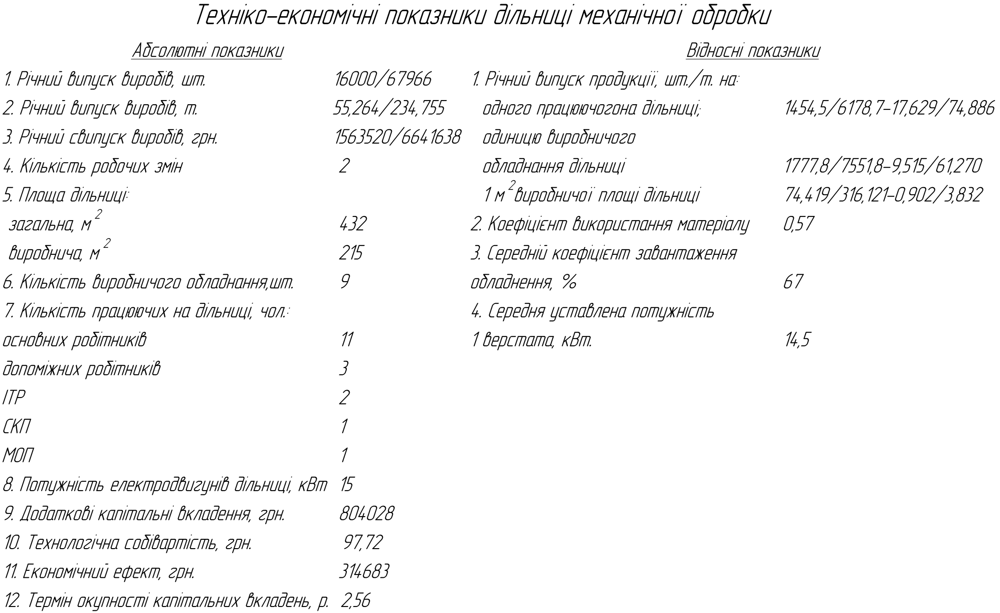 Техніко-економічні показники дільниці механічної обробки
Абсолютні показники
1. Річний випуск виробів, шт. 16000/67966
2. Річний випуск виробів, т. 55,264/234,755
3. Річний свипуск виробів, грн. 1563520/6641638
4. Кількість робочих змін 2
5. Площа дільниці:
загальна, м² 432
виробнича, м² 215
6. Кількість виробничого обладнання,шт. 9
7. Кількість працюючих на дільниці, чол.:
основних робітників 11
допоміжних робітників 3
ІТР 2
СКП 1
МОП 1
8. Потужність електродвигунів дільниці, кВт 15
9. Додаткові капітальні вкладення, грн. 804028
10. Технологічна собівартість, грн. 97,72
11. Економічний ефект, грн. 314683
12. Термін окупності капітальних вкладень, р. 2,56
Відносні показники
1. Річний випуск продукції, шт./т. на:
одного працюючогона дільниці; 1454,5/6178,7-17,629/74,886
одиницю виробничого
обладнання дільниці 1777,8/7551,8-9,515/61,270
1 м² виробничої площі дільниці 74,419/316,121-0,902/3,832
2. Коефіцієнт використання матеріалу 0,57
3. Середній коефіцієнт завантаження
обладнення, % 67
4. Середня уставлена потужність
1 верстата, кВт. 14,5